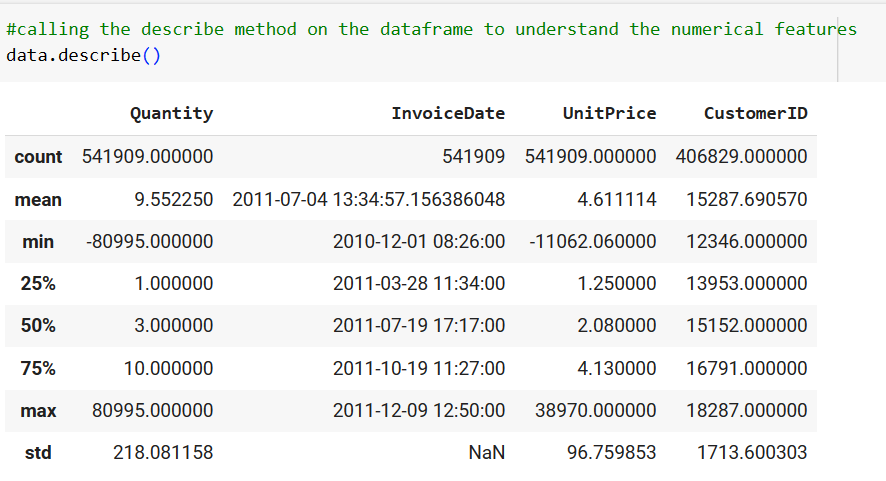 #calling the describe method on the dataframe to understand the numerical features
data.describe()
Quantity InvoiceDate UnitPrice CustomerID
count 541909.000000 541909 541909.000000 406829.000000
mean 9.552250 2011-07-04 13:34:57.156386048 4.611114 15287.690570
min -80995.000000 2010-12-01 08:26:00 -11062.060000 12346.000000
25% 1.000000 2011-03-28 11:34:00 1.250000 13953.000000
50% 3.000000 2011-07-19 17:17:00 2.080000 15152.000000
75% 10.000000 2011-10-19 11:27:00 4.130000 16791.000000
max 80995.000000 2011-12-09 12:50:00 38970.000000 18287.000000
std 218.081158 NaN 96.759853 1713.600303